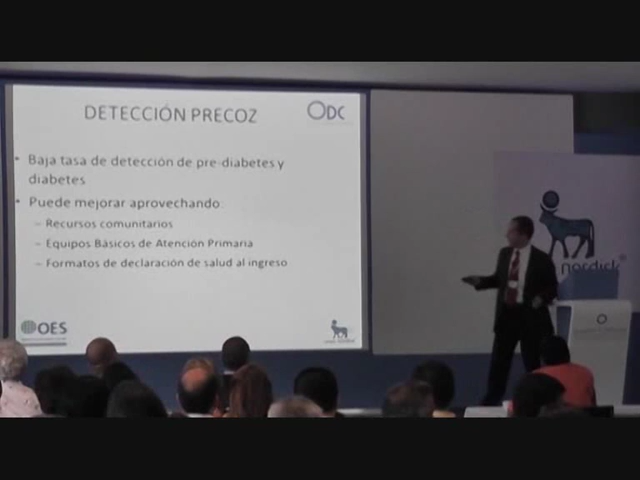 DETECCIÓN PRECOZ
ODC
• Baja tasa de detección de pre-diabetes y
diabetes
• Puede mejorar aprovechando
– Recursos comunitarios
– Equipos Básicos de Atención Primaria
– Formatos de declaración de salud al ingreso
OES
nordisk